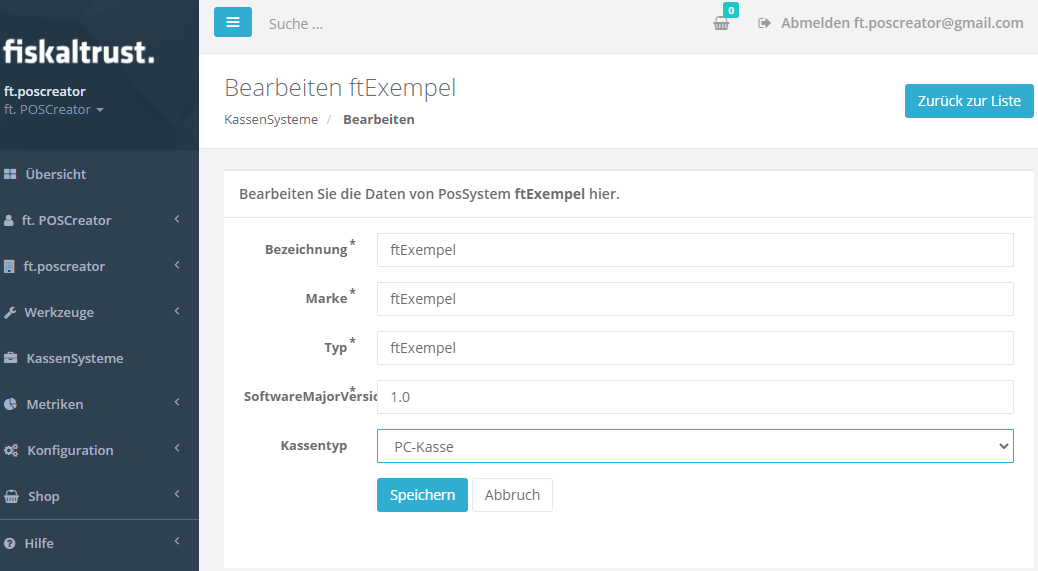 fiskaltrust.
ft.poscreator
ft. POSCreator
Übersicht
ft. POSCreator
ft.poscreator
Werkzeuge
KassenSysteme
Metriken
Konfiguration
Shop
Hilfe
Suche ...
0
Abmelden ft.poscreator@gmail.com
Bearbeiten ftExempel
KassenSysteme / Bearbeiten
Zurück zur Liste
Bearbeiten Sie die Daten von PosSystem ftExempel hier.
Bezeichnung * ftExempel
Marke * ftExempel
Typ * ftExempel
SoftwareMajorVersio * 1.0
Kassentyp PC-Kasse
Speichern Abbruch